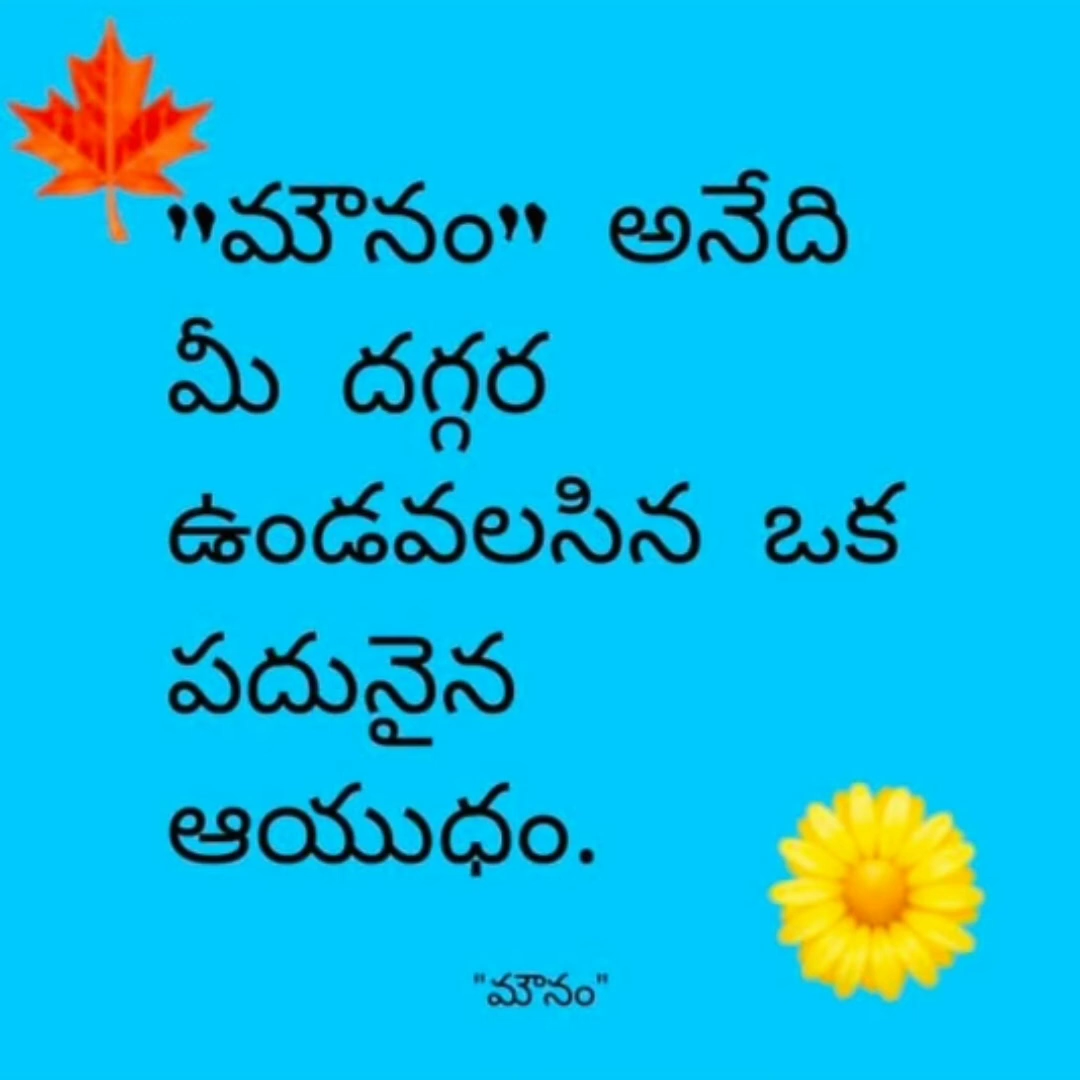 "మౌనం" అనేది
మీ దగ్గర
ఉండవలసిన ఒక
పదునైన
ఆయుధం.
"మౌనం"